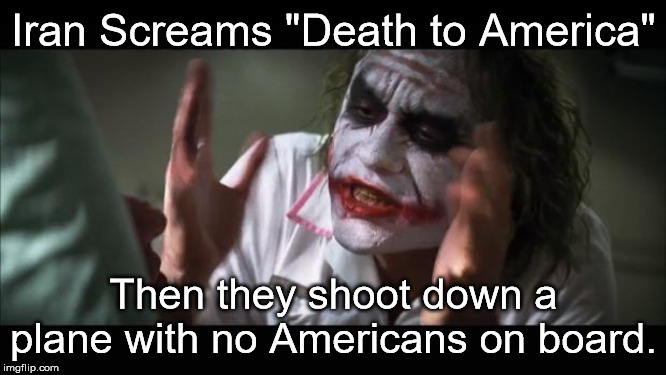 Iran Screams "Death to America"
Then they shoot down a
plane with no Americans on board.
imgflip.com